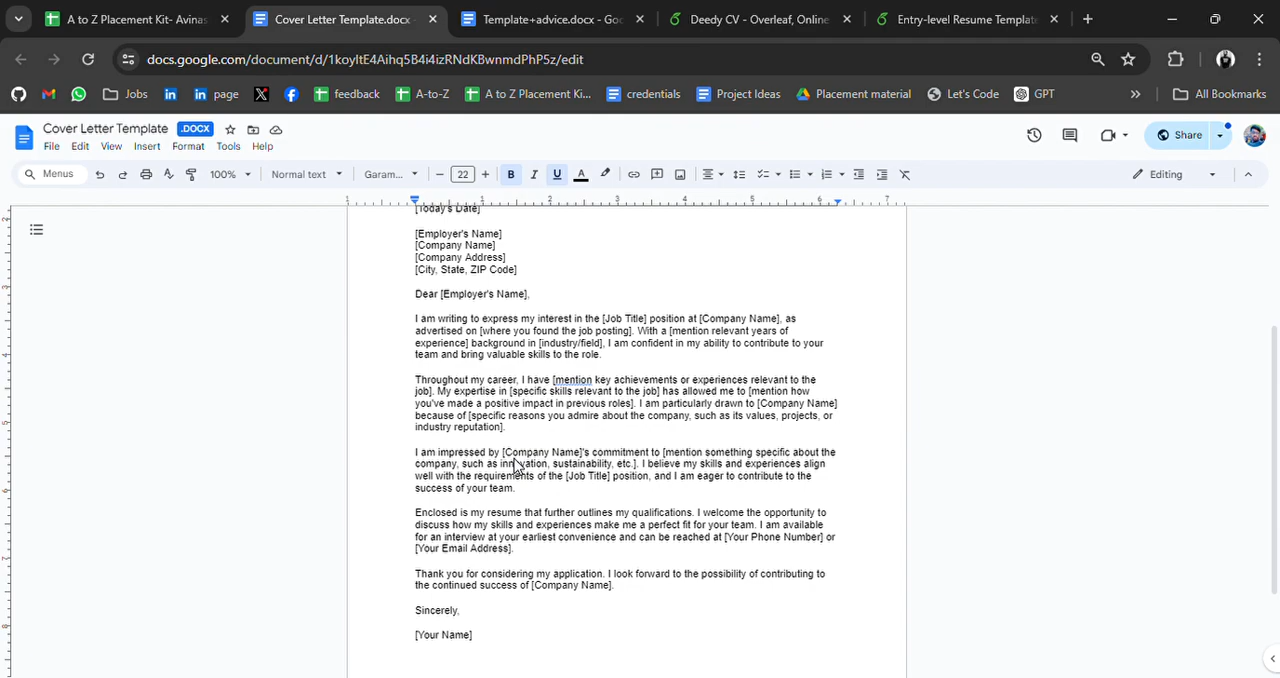 A to Z Placement Kit- Avinas
Cover Letter Template.docx
Template+advice.docx - Goo
Deedy CV - Overleaf, Online
Entry-level Resume Template
docs.google.com/document/d/1koyltE4Aihq5B4i4izRNdKBwnmdPhP5z/edit
Jobs
page
feedback
A-to-Z
A to Z Placement Ki...
credentials
Project Ideas
Placement material
Let's Code
GPT
All Bookmarks
Cover Letter Template .DOCX
File Edit View Insert Format Tools Help
Share
Menus
100%
Normal text
Garam...
22
B I U A
Editing
1 1 2 3 4 5 6 7
[Today's Date]
[Employer's Name]
[Company Name]
[Company Address]
[City, State, ZIP Code]
Dear [Employer's Name],
I am writing to express my interest in the [Job Title] position at [Company Name], as
advertised on [where you found the job posting]. With a [mention relevant years of
experience] background in [industry/field], I am confident in my ability to contribute to your
team and bring valuable skills to the role.
Throughout my career, I have [mention key achievements or experiences relevant to the
job]. My expertise in [specific skills relevant to the job] has allowed me to [mention how
you've made a positive impact in previous roles]. I am particularly drawn to [Company Name]
because of [specific reasons you admire about the company, such as its values, projects, or
industry reputation].
I am impressed by [Company Name]'s commitment to [mention something specific about the
company, such as innovation, sustainability, etc.]. I believe my skills and experiences align
well with the requirements of the [Job Title] position, and I am eager to contribute to the
success of your team.
Enclosed is my resume that further outlines my qualifications. I welcome the opportunity to
discuss how my skills and experiences make me a perfect fit for your team. I am available
for an interview at your earliest convenience and can be reached at [Your Phone Number] or
[Your Email Address].
Thank you for considering my application. I look forward to the possibility of contributing to
the continued success of [Company Name].
Sincerely,
[Your Name]